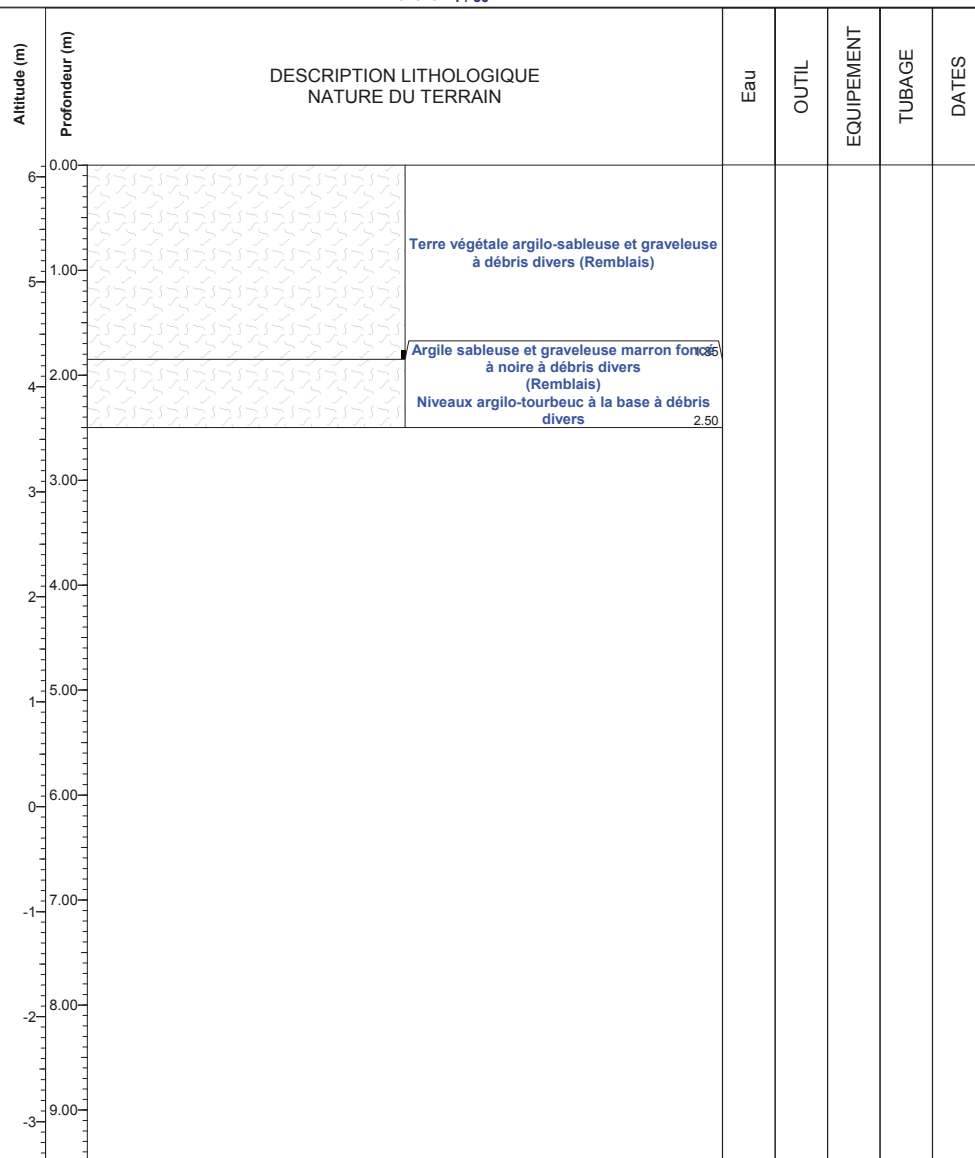 Altitude (m)
Profondeur (m)
DESCRIPTION LITHOLOGIQUE
NATURE DU TERRAIN
Eau
OUTIL
EQUIPEMENT
TUBAGE
DATES
0.00
6
Terre végétale argilo-sableuse et graveleuse
à débris divers (Remblais)
1.00
5
Argile sableuse et graveleuse marron foncé
1.85
à noire à débris divers
(Remblais)
2.00
4
Niveaux argilo-tourbeuc à la base à débris
divers
2.50
3.00
3
4.00
2
5.00
1
6.00
0
7.00
-1
8.00
-2
9.00
-3